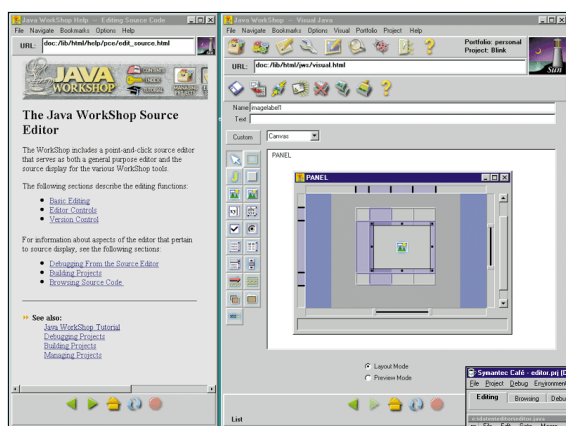 Java WorkShop Help -- Editing Source Code
File Navigate Bookmarks Options Help
URL: doc:/lib/html/help/pce/edit_source.html
JAVA WORKSHOP
CONTENTS
INDEX
TUTORIAL
MANAGING
The Java WorkShop Source
Editor
The WorkShop includes a point-and-click source editor
that serves as both a general purpose editor and the
source display for the various WorkShop tools.
The following sections describe the editing functions:
Basic Editing
Editor Controls
Version Control
For information about aspects of the editor that pertain
to source display, see the following sections:
Debugging From the Source Editor
Building Projects
Browsing Source Code
See also:
Java WorkShop Tutorial
Debugging Projects
Building Projects
Managing Projects
Java WorkShop -- Visual Java
File Navigate Bookmarks Options Visual Portfolio Project Help
Portfolio: personal
Project: Blink
Sun
URL: doc:/lib/html/jws/visual.html
Name imagelabel1
Text
Custom Canvas
PANEL
PANEL
Layout Mode
Preview Mode
List
Symantec Café - editor.prj
File Project Debug Environment
Editing Browsing Debu